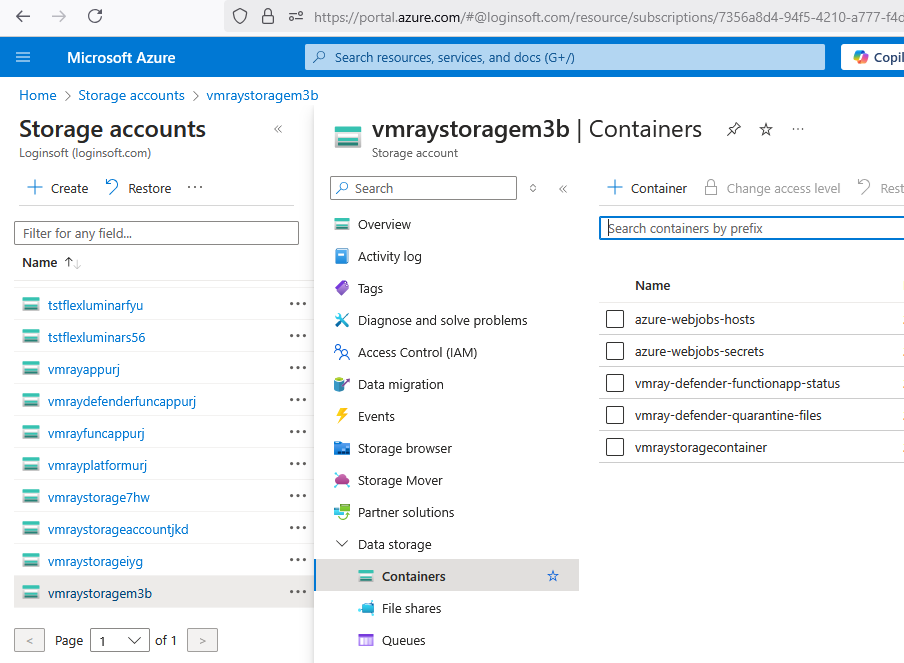 https://portal.azure.com/#@loginsoft.com/resource/subscriptions/7356a8d4-94f5-4210-a777-f4d
Microsoft Azure
Search resources, services, and docs (G+/)
Copil
Home > Storage accounts > vmraystoragem3b
Storage accounts
Loginsoft (loginsoft.com)
Create
Restore
Filter for any field...
Name
tstflexluminarfyu
tstflexluminars56
vmrayappurj
vmraydefenderfuncappurj
vmrayfuncappurj
vmrayplatformurj
vmraystorage7hw
vmraystorageaccountjkd
vmraystorageiyg
vmraystoragem3b
< Page 1 of 1 >
vmraystoragem3b | Containers
Storage account
Search
Overview
Activity log
Tags
Diagnose and solve problems
Access Control (IAM)
Data migration
Events
Storage browser
Storage Mover
Partner solutions
Data storage
Containers
File shares
Queues
Container
Change access level
Rest
Search containers by prefix
Name
azure-webjobs-hosts
azure-webjobs-secrets
vmray-defender-functionapp-status
vmray-defender-quarantine-files
vmraystoragecontainer